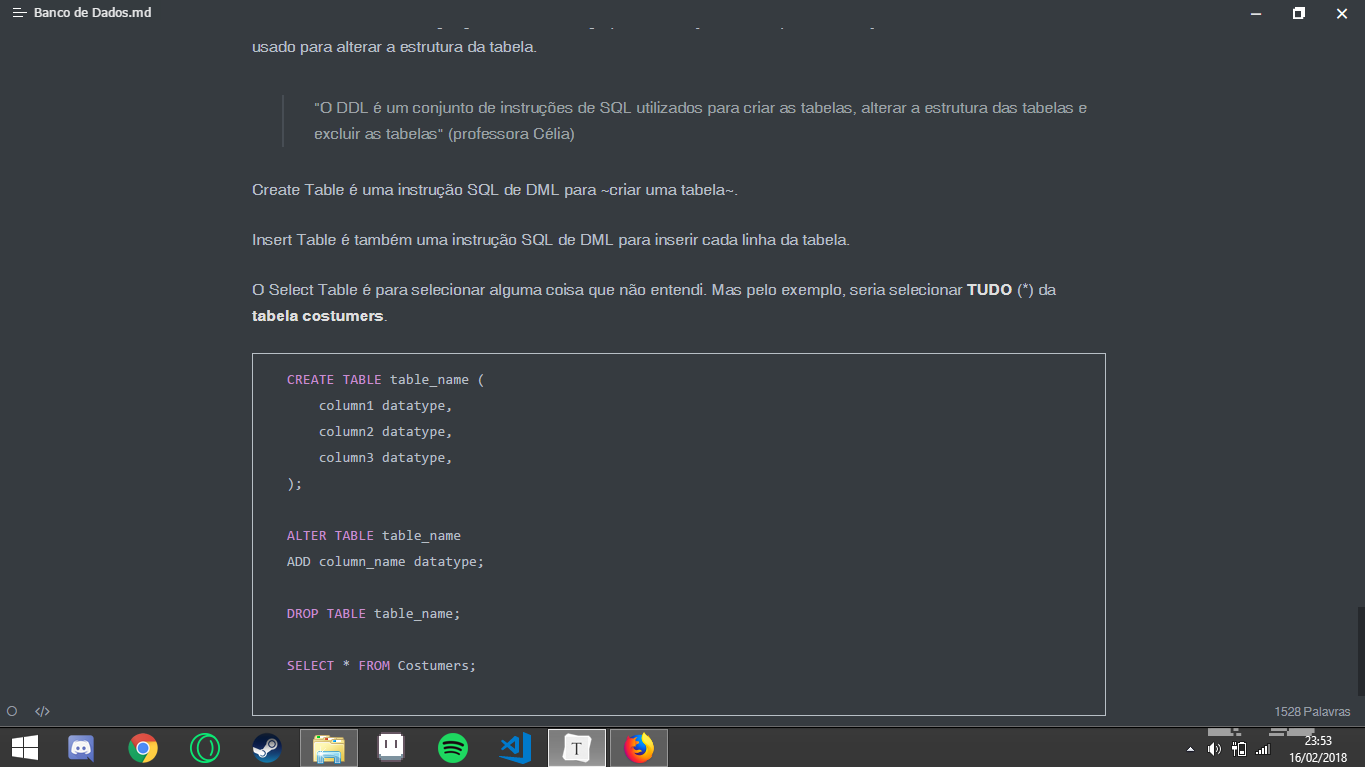 Banco de Dados.md
usado para alterar a estrutura da tabela.
"O DDL é um conjunto de instruções de SQL utilizados para criar as tabelas, alterar a estrutura das tabelas e
excluir as tabelas" (professora Célia)
Create Table é uma instrução SQL de DML para ~criar uma tabela~.
Insert Table é também uma instrução SQL de DML para inserir cada linha da tabela.
O Select Table é para selecionar alguma coisa que não entendi. Mas pelo exemplo, seria selecionar TUDO (*) da
tabela costumers.
CREATE TABLE table_name (
column1 datatype,
column2 datatype,
column3 datatype,
);
ALTER TABLE table_name
ADD column_name datatype;
DROP TABLE table_name;
SELECT * FROM Costumers;
</> 1528 Palavras
T
23:53
16/02/2018